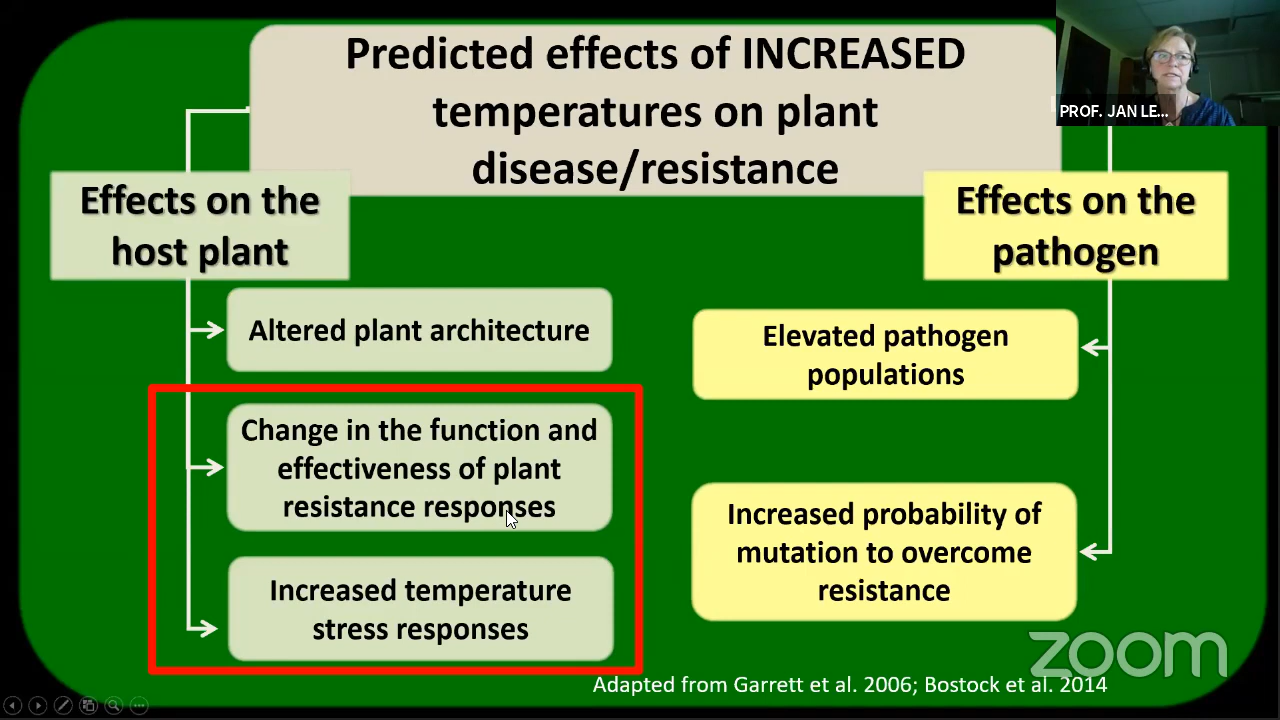 Predicted effects of INCREASED
temperatures on plant
disease/resistance
PROF. JAN LE...
Effects on the
host plant
Altered plant architecture
Change in the function and
effectiveness of plant
resistance responses
Increased temperature
stress responses
Effects on the
pathogen
Elevated pathogen
populations
Increased probability of
mutation to overcome
resistance
zoom
Adapted from Garrett et al. 2006; Bostock et al. 2014